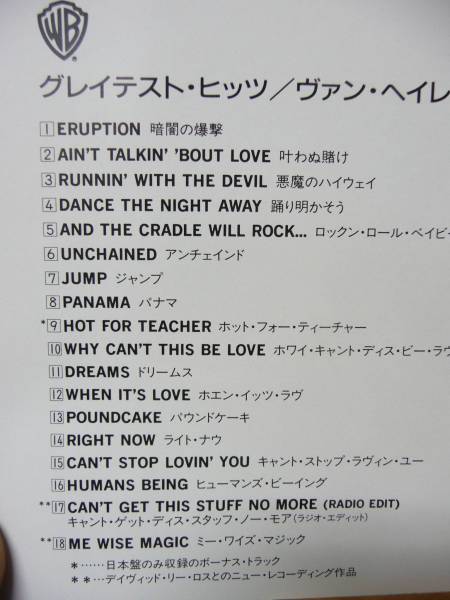 WB
グレイテスト・ヒッツ／ヴァン・ヘイレ
1 ERUPTION 暗闇の爆撃
2 AIN'T TALKIN' 'BOUT LOVE 叶わぬ賭け
3 RUNNIN' WITH THE DEVIL 悪魔のハイウェイ
4 DANCE THE NIGHT AWAY 踊り明かそう
5 AND THE CRADLE WILL ROCK... ロックン・ロール・ベイビー
6 UNCHAINED アンチェインド
7 JUMP ジャンプ
8 PANAMA パナマ
*9 HOT FOR TEACHER ホット・フォー・ティーチャー
10 WHY CAN'T THIS BE LOVE ホワイ・キャント・ディス・ビー・ラヴ
11 DREAMS ドリームス
12 WHEN IT'S LOVE ホエン・イッツ・ラヴ
13 POUNDCAKE パウンドケーキ
14 RIGHT NOW ライト・ナウ
15 CAN'T STOP LOVIN' YOU キャント・ストップ・ラヴィン・ユー
16 HUMANS BEING ヒューマンズ・ビーイング
**17 CAN'T GET THIS STUFF NO MORE (RADIO EDIT)
キャント・ゲット・ディス・スタッフ・ノー・モア(ラジオ・エディット)
**18 ME WISE MAGIC ミー・ワイズ・マジック
*……日本盤のみ収録のボーナス・トラック
**…デイヴィッド・リー・ロスとのニュー・レコーディング作品